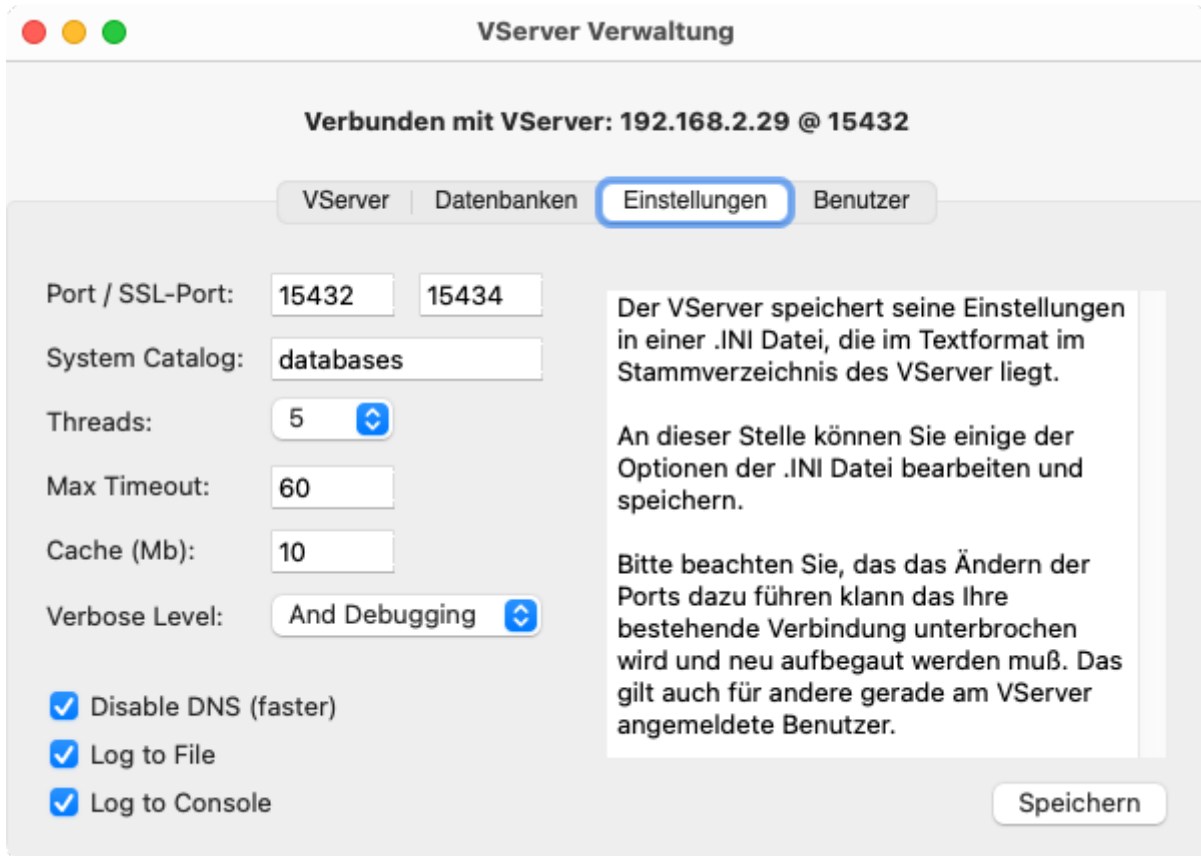 VServer Verwaltung
Verbunden mit VServer: 192.168.2.29 @ 15432
VServer Datenbanken Einstellungen Benutzer
Port / SSL-Port: 15432 15434
System Catalog: databases
Threads: 5
Max Timeout: 60
Cache (Mb): 10
Verbose Level: And Debugging
Disable DNS (faster)
Log to File
Log to Console
Der VServer speichert seine Einstellungen
in einer .INI Datei, die im Textformat im
Stammverzeichnis des VServer liegt.
An dieser Stelle können Sie einige der
Optionen der .INI Datei bearbeiten und
speichern.
Bitte beachten Sie, das das Ändern der
Ports dazu führen klann das Ihre
bestehende Verbindung unterbrochen
wird und neu aufbegaut werden muß. Das
gilt auch für andere gerade am VServer
angemeldete Benutzer.
Speichern